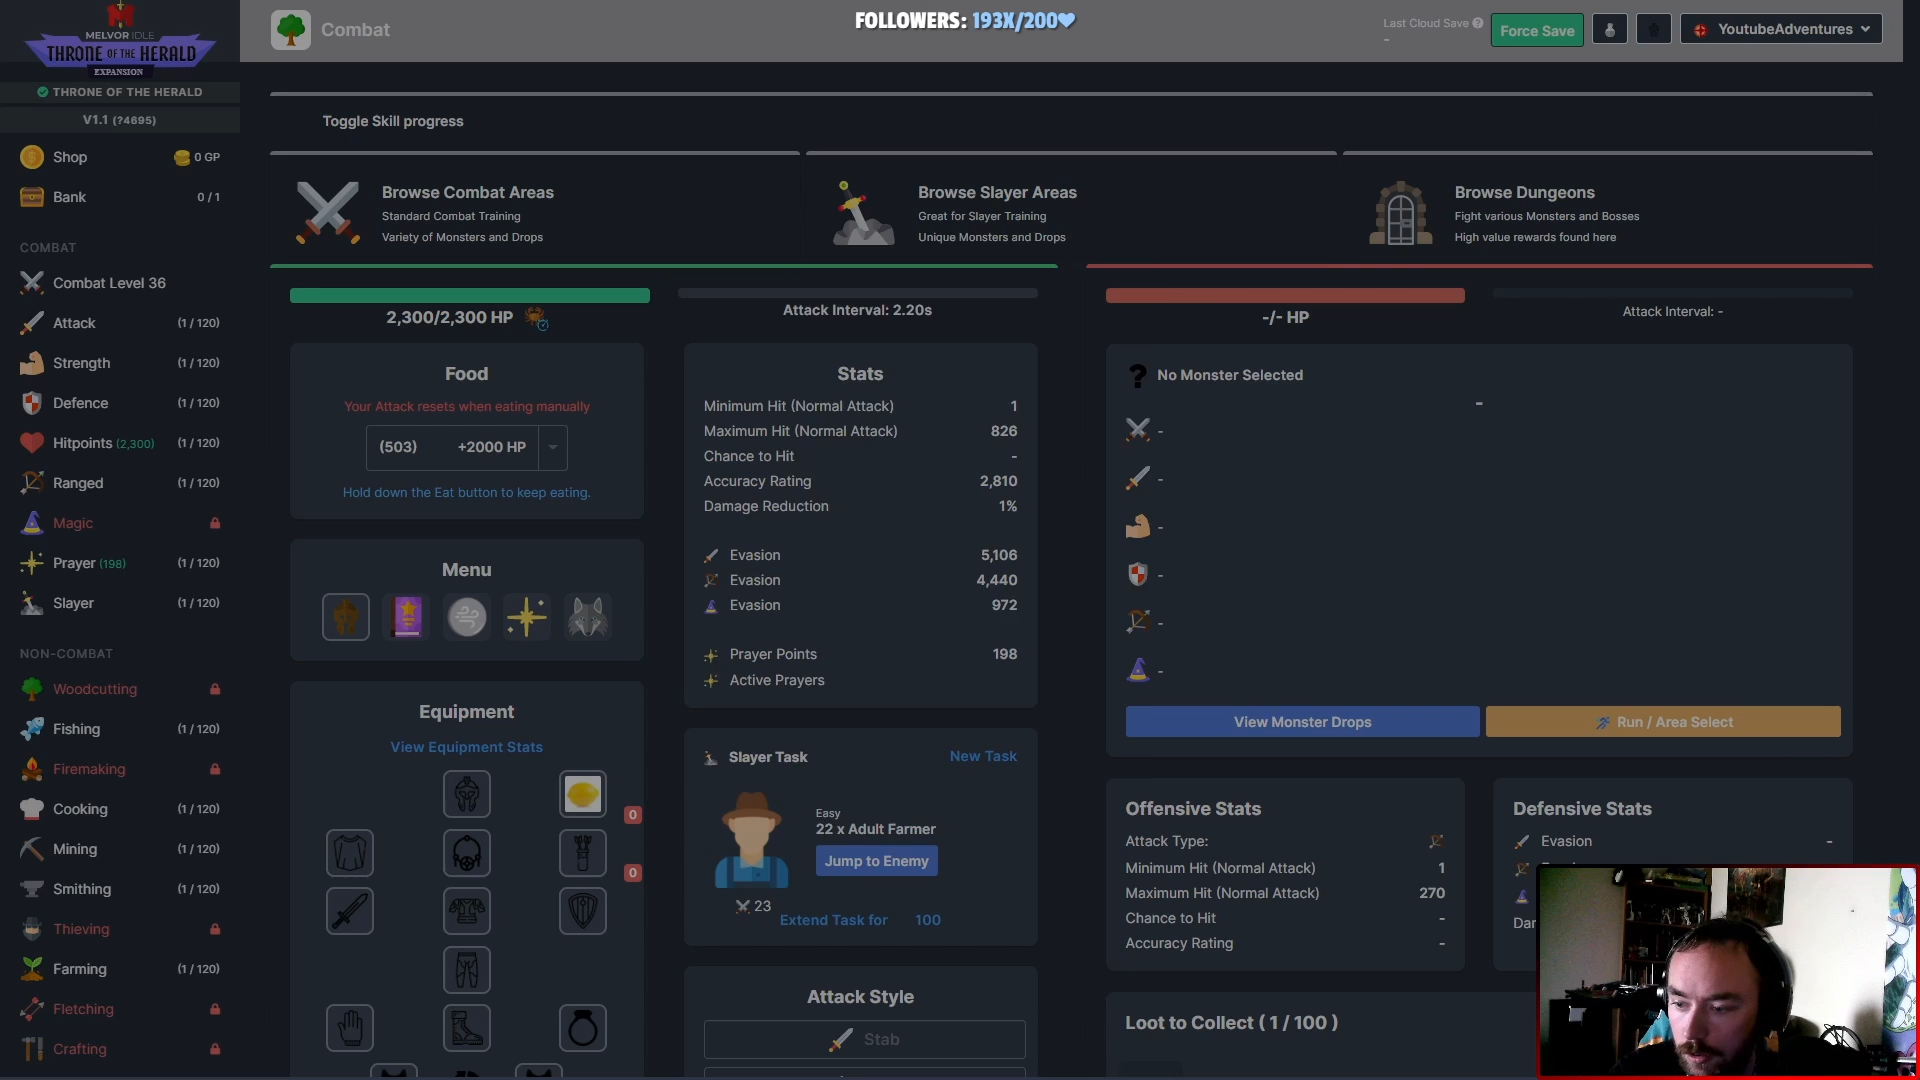 MELVOR IDLE
THRONE OF THE HERALD
EXPANSION
THRONE OF THE HERALD
V1.1 (?4695)
Shop
0 GP
Bank
0 / 1
COMBAT
Combat Level 36
Attack
(1 / 120)
Strength
(1 / 120)
Defence
(1 / 120)
Hitpoints (2,300)
(1 / 120)
Ranged
(1 / 120)
Magic
Prayer (198)
(1 / 120)
Slayer
(1 / 120)
NON-COMBAT
Woodcutting
Fishing
(1 / 120)
Firemaking
Cooking
(1 / 120)
Mining
(1 / 120)
Smithing
(1 / 120)
Thieving
Farming
(1 / 120)
Fletching
Crafting
Combat
FOLLOWERS: 193X/200
Last Cloud Save
-
Force Save
YoutubeAdventures
Toggle Skill progress
Browse Combat Areas
Standard Combat Training
Variety of Monsters and Drops
Browse Slayer Areas
Great for Slayer Training
Unique Monsters and Drops
Browse Dungeons
Fight various Monsters and Bosses
High value rewards found here
2,300/2,300 HP
Food
Your Attack resets when eating manually
(503) +2000 HP
Hold down the Eat button to keep eating.
Menu
Equipment
View Equipment Stats
0
0
Attack Interval: 2.20s
Stats
Minimum Hit (Normal Attack) 1
Maximum Hit (Normal Attack) 826
Chance to Hit -
Accuracy Rating 2,810
Damage Reduction 1%
Evasion 5,106
Evasion 4,440
Evasion 972
Prayer Points 198
Active Prayers
Slayer Task
New Task
Easy
22 x Adult Farmer
Jump to Enemy
23
Extend Task for 100
Attack Style
Stab
-/- HP
Attack Interval: -
No Monster Selected
-
-
-
-
-
-
-
View Monster Drops
Run / Area Select
Offensive Stats
Attack Type:
Minimum Hit (Normal Attack) 1
Maximum Hit (Normal Attack) 270
Chance to Hit -
Accuracy Rating -
Defensive Stats
Evasion -
Loot to Collect ( 1 / 100 )